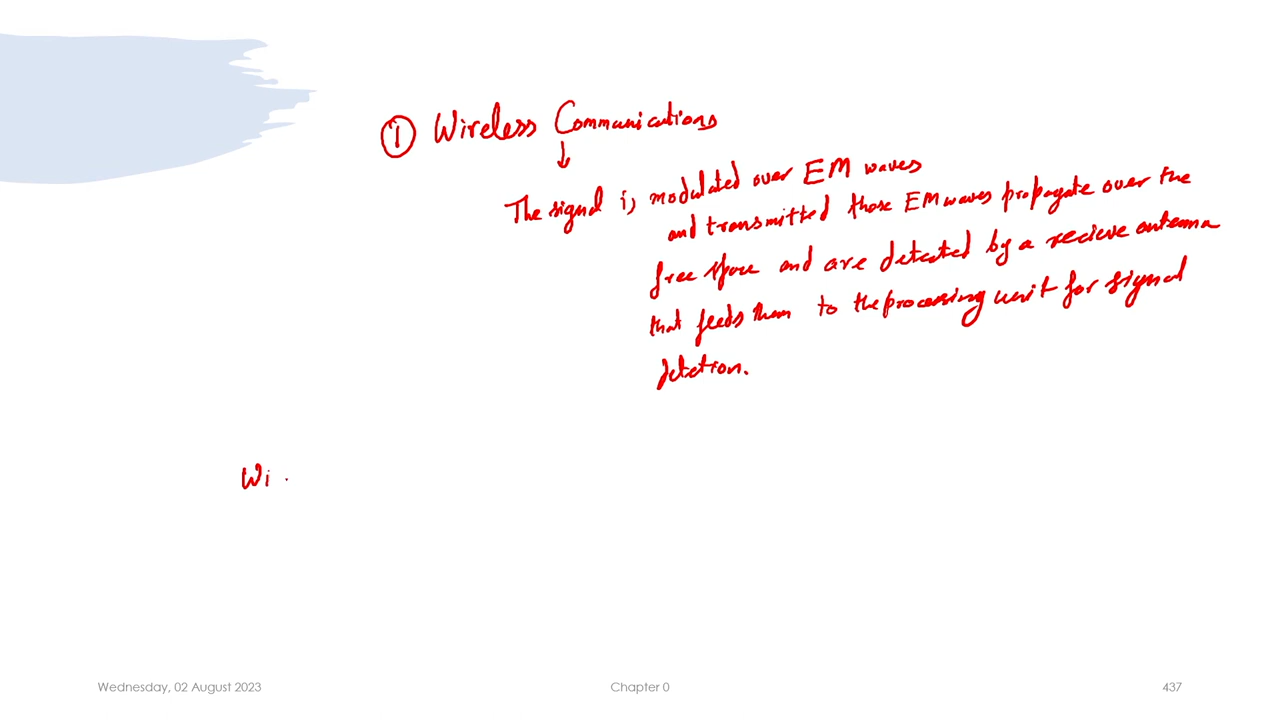 ① Wireless Communications
↓
The signal is modulated over EM waves
and transmitted those EM waves propagate over the
free space and are detected by a recieve antenna
that feeds them to the processing unit for signal
detetion.
Wi
Wednesday, 02 August 2023
Chapter 0
437